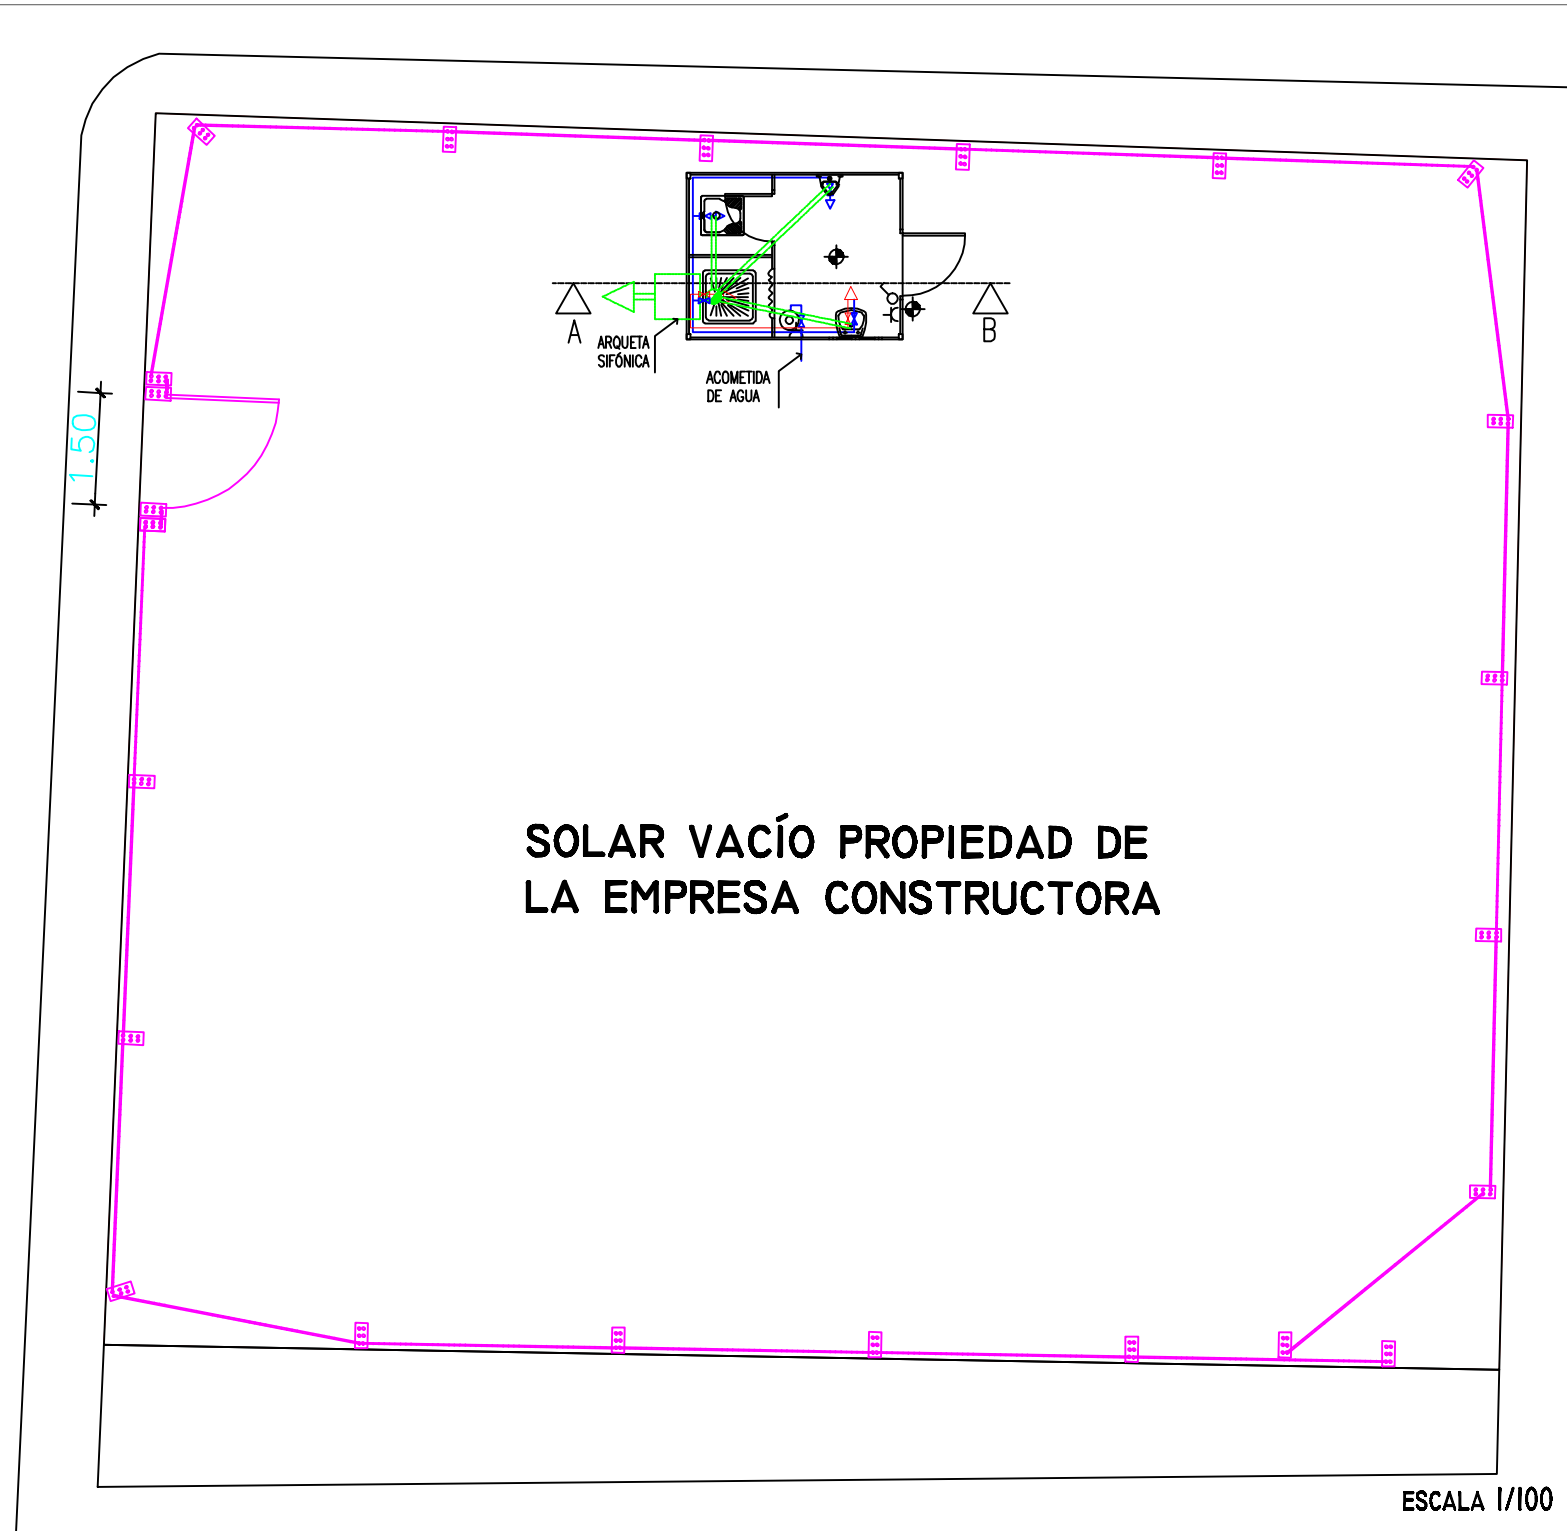 A
B
ARQUETA
SIFÓNICA
ACOMETIDA
DE AGUA
1.50
SOLAR VACÍO PROPIEDAD DE
LA EMPRESA CONSTRUCTORA
ESCALA 1/100